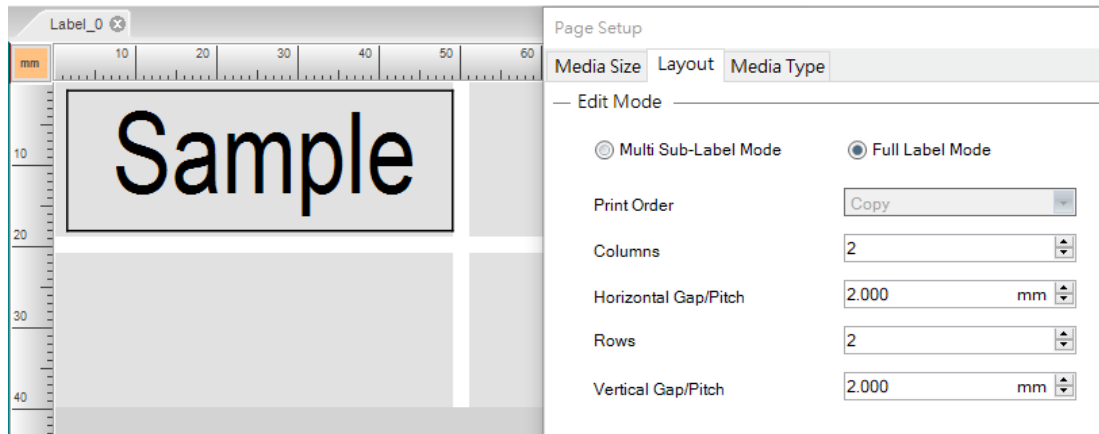 Label_0
mm
10 20 30 40 50 60
10
20
30
40
Sample
Page Setup
Media Size Layout Media Type
Edit Mode
Multi Sub-Label Mode Full Label Mode
Print Order Copy
Columns 2
Horizontal Gap/Pitch 2.000 mm
Rows 2
Vertical Gap/Pitch 2.000 mm